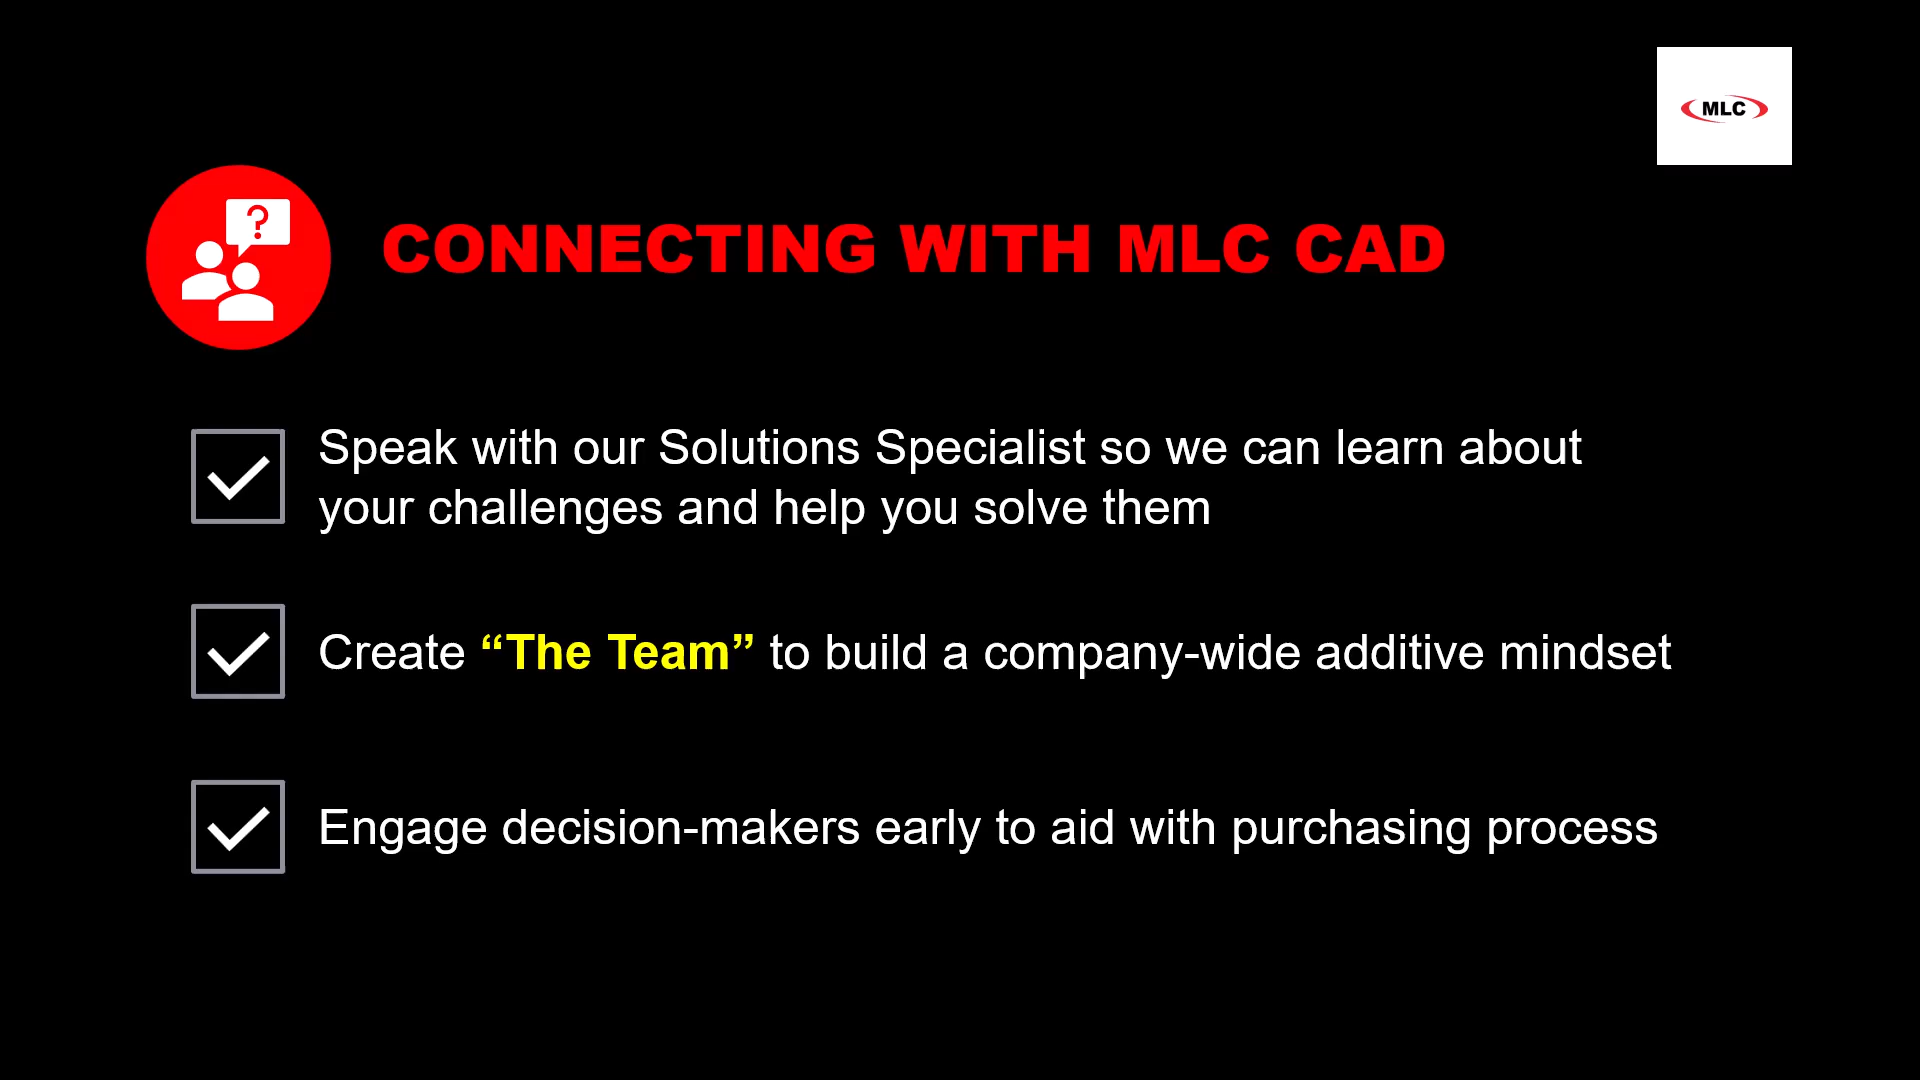 MLC
?
CONNECTING WITH MLC CAD
Speak with our Solutions Specialist so we can learn about
your challenges and help you solve them
Create “The Team” to build a company-wide additive mindset
Engage decision-makers early to aid with purchasing process